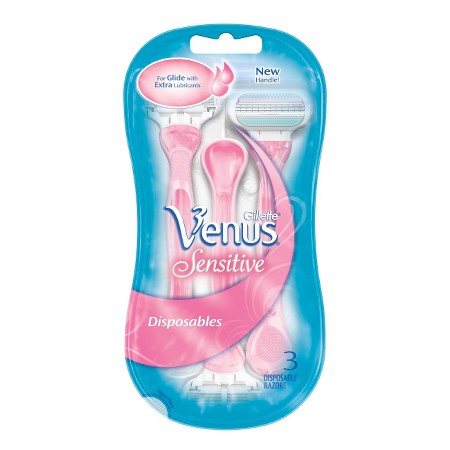 For Glide with
Extra Lubricants
New
Handle!
Gillette
Venus
Sensitive
Disposables
3
DISPOSABLE
RAZORS